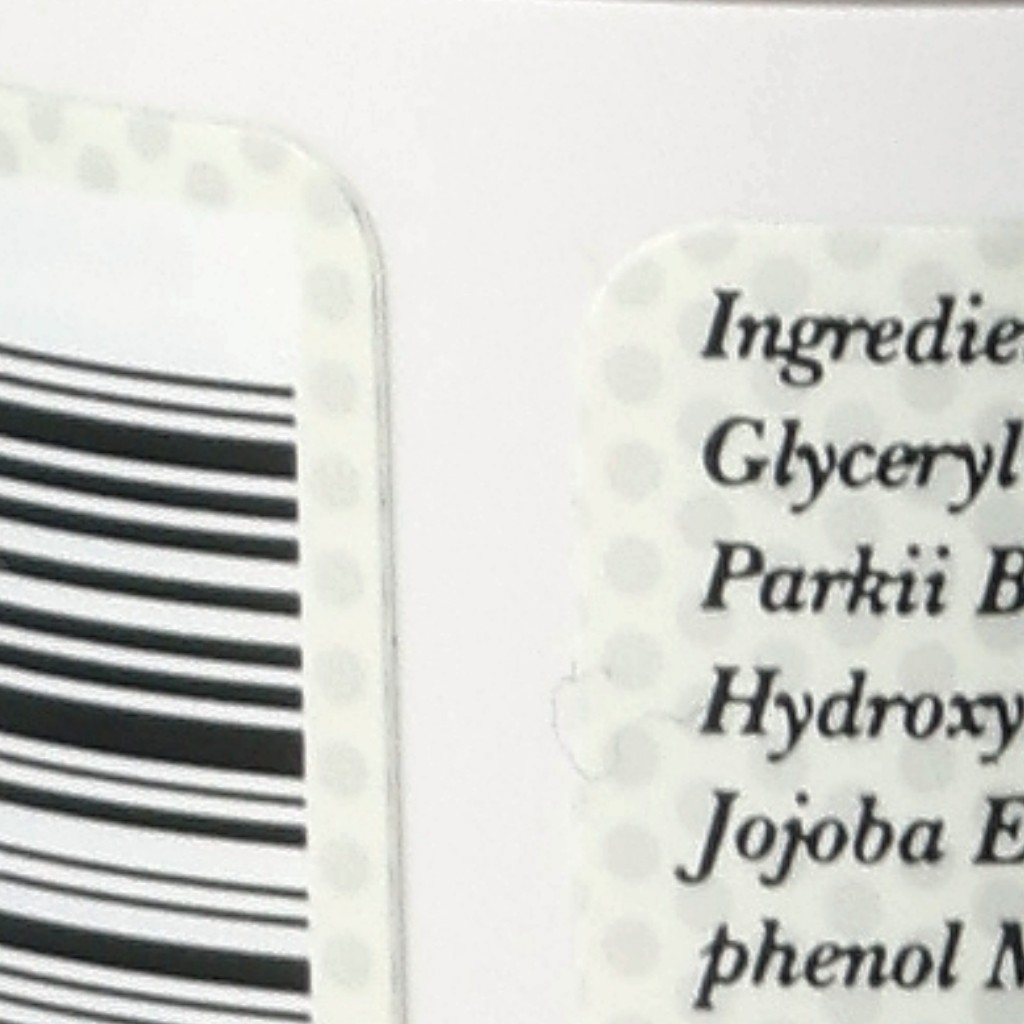 Ingredie
Glyceryl
Parkii B
Hydroxy
Jojoba E
phenol M